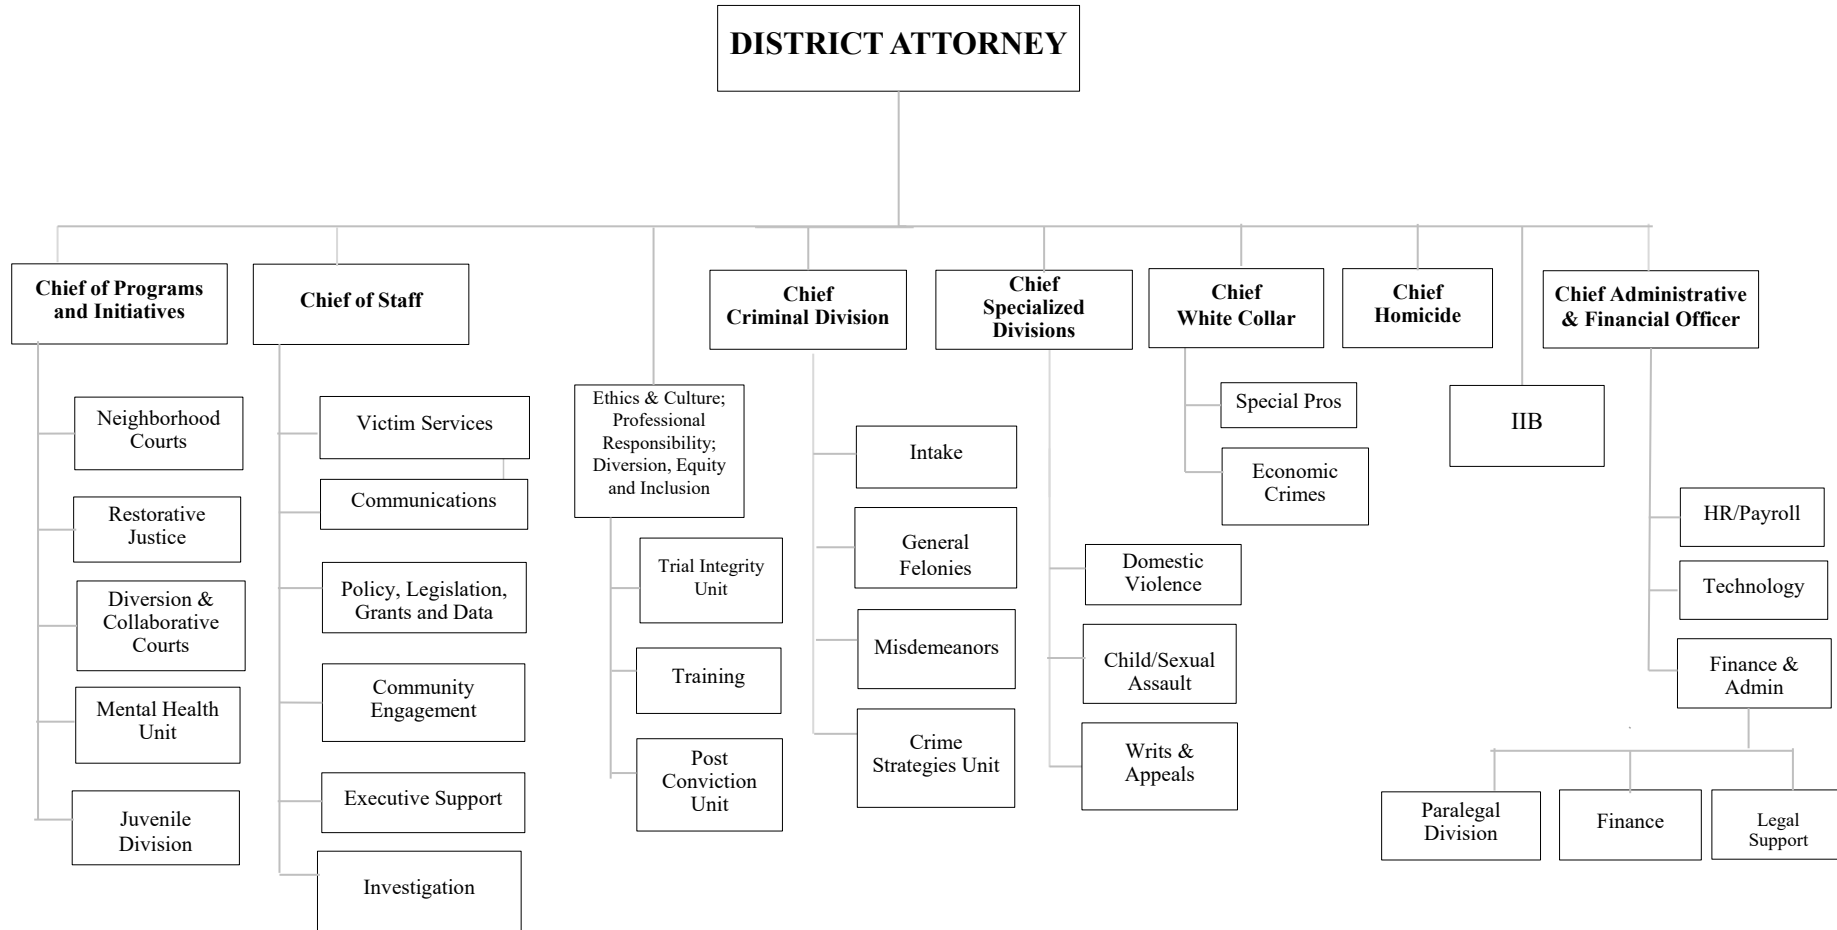 DISTRICT ATTORNEY
Chief of Programs
and Initiatives
Chief of Staff
Chief
Criminal Division
Chief
Specialized
Divisions
Chief
White Collar
Chief
Homicide
Chief Administrative
& Financial Officer
Neighborhood
Courts
Restorative
Justice
Diversion &
Collaborative
Courts
Mental Health
Unit
Juvenile
Division
Victim Services
Communications
Policy, Legislation,
Grants and Data
Community
Engagement
Executive Support
Investigation
Ethics & Culture;
Professional
Responsibility;
Diversion, Equity
and Inclusion
Trial Integrity
Unit
Training
Post
Conviction
Unit
Intake
General
Felonies
Misdemeanors
Crime
Strategies Unit
Domestic
Violence
Child/Sexual
Assault
Writs &
Appeals
Special Pros
Economic
Crimes
IIB
HR/Payroll
Technology
Finance &
Admin
Paralegal
Division
Finance
Legal
Support